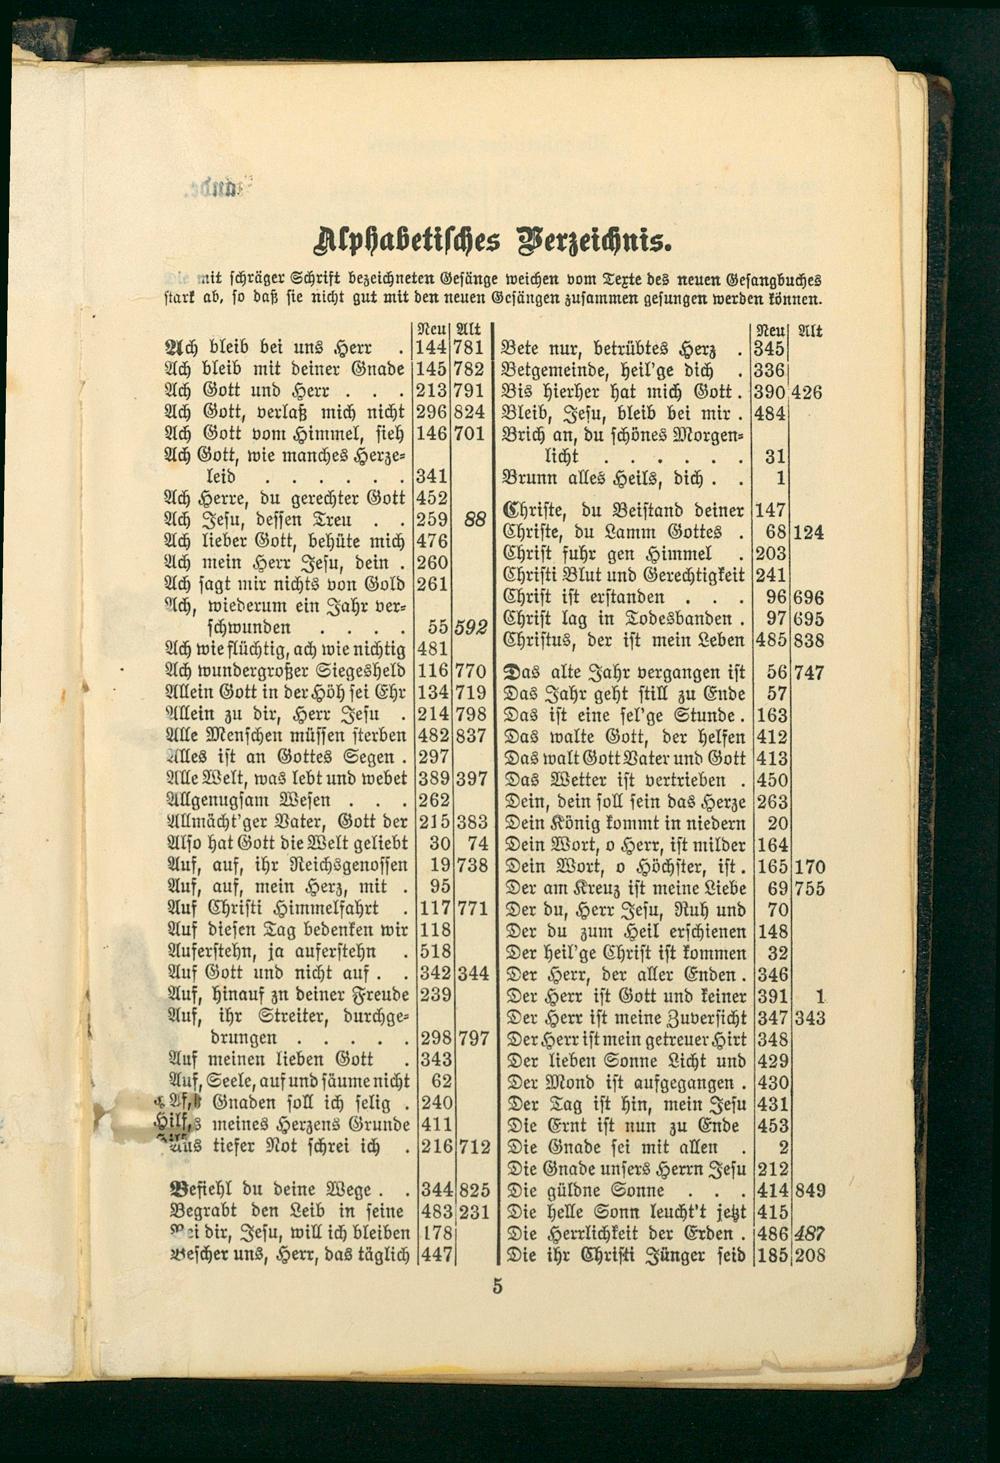 Alphabetisches Verzeichnis.
Die mit schräger Schrift bezeichneten Gesänge weichen vom Texte des neuen Gesangbuches
stark ab, so daß sie nicht gut mit den neuen Gesängen zusammen gesungen werden können.
Neu Alt
Ach bleib bei uns Herr . 144 781
Ach bleib mit deiner Gnade 145 782
Ach Gott und Herr . . . 213 791
Ach Gott, verlaß mich nicht 296 824
Ach Gott vom Himmel, sieh 146 701
Ach Gott, wie manches Herze-
leid . . . . . . 341
Ach Herre, du gerechter Gott 452
Ach Jesu, dessen Treu . . 259 88
Ach lieber Gott, behüte mich 476
Ach mein Herr Jesu, dein . 260
Ach sagt mir nichts von Gold 261
Ach, wiederum ein Jahr ver-
schwunden . . . . 55 592
Ach wie flüchtig, ach wie nichtig 481
Ach wundergroßer Siegesheld 116 770
Allein Gott in der Höh sei Ehr 134 719
Allein zu dir, Herr Jesu . 214 798
Alle Menschen müssen sterben 482 837
Alles ist an Gottes Segen . 297
Alle Welt, was lebt und webet 389 397
Allgenugsam Wesen . . . 262
Allmächt'ger Vater, Gott der 215 383
Also hat Gott die Welt geliebt 30 74
Auf, auf, ihr Reichsgenossen 19 738
Auf, auf, mein Herz, mit . 95
Auf Christi Himmelfahrt . 117 771
Auf diesen Tag bedenken wir 118
Auferstehn, ja auferstehn . 518
Auf Gott und nicht auf . . 342 344
Auf, hinauf zu deiner Freude 239
Auf, ihr Streiter, durchge-
drungen . . . . . 298 797
Auf meinen lieben Gott . 343
Auf, Seele, auf und säume nicht 62
Gnaden soll ich selig . 240
meines Herzens Grunde 411
Aus tiefer Not schrei ich . 216 712
Befiehl du deine Wege . . 344 825
Begrabt den Leib in seine 483 231
Bei dir, Jesu, will ich bleiben 178
Bescher uns, Herr, das täglich 447
Neu Alt
Bete nur, betrübtes Herz . 345
Betgemeinde, heil'ge dich . 336
Bis hierher hat mich Gott . 390 426
Bleib, Jesu, bleib bei mir . 484
Brich an, du schönes Morgen-
licht . . . . . . 31
Brunn alles Heils, dich . . 1
Christe, du Beistand deiner 147
Christe, du Lamm Gottes . 68 124
Christ fuhr gen Himmel . 203
Christi Blut und Gerechtigkeit 241
Christ ist erstanden . . . 96 696
Christ lag in Todesbanden . 97 695
Christus, der ist mein Leben 485 838
Das alte Jahr vergangen ist 56 747
Das Jahr geht still zu Ende 57
Das ist eine sel'ge Stunde . 163
Das walte Gott, der helfen 412
Das walt Gott Vater und Gott 413
Das Wetter ist vertrieben . 450
Dein, dein soll sein das Herze 263
Dein König kommt in niedern 20
Dein Wort, o Herr, ist milder 164
Dein Wort, o Höchster, ist . 165 170
Der am Kreuz ist meine Liebe 69 755
Der du, Herr Jesu, Ruh und 70
Der du zum Heil erschienen 148
Der heil'ge Christ ist kommen 32
Der Herr, der aller Enden . 346
Der Herr ist Gott und keiner 391 1
Der Herr ist meine Zuversicht 347 343
Der Herr ist mein getreuer Hirt 348
Der lieben Sonne Licht und 429
Der Mond ist aufgegangen . 430
Der Tag ist hin, mein Jesu 431
Die Ernt ist nun zu Ende 453
Die Gnade sei mit allen . 2
Die Gnade unsers Herrn Jesu 212
Die güldne Sonne . . . 414 849
Die helle Sonn leucht't jetzt 415
Die Herrlichkeit der Erden . 486 487
Die ihr Christi Jünger seid 185 208
5